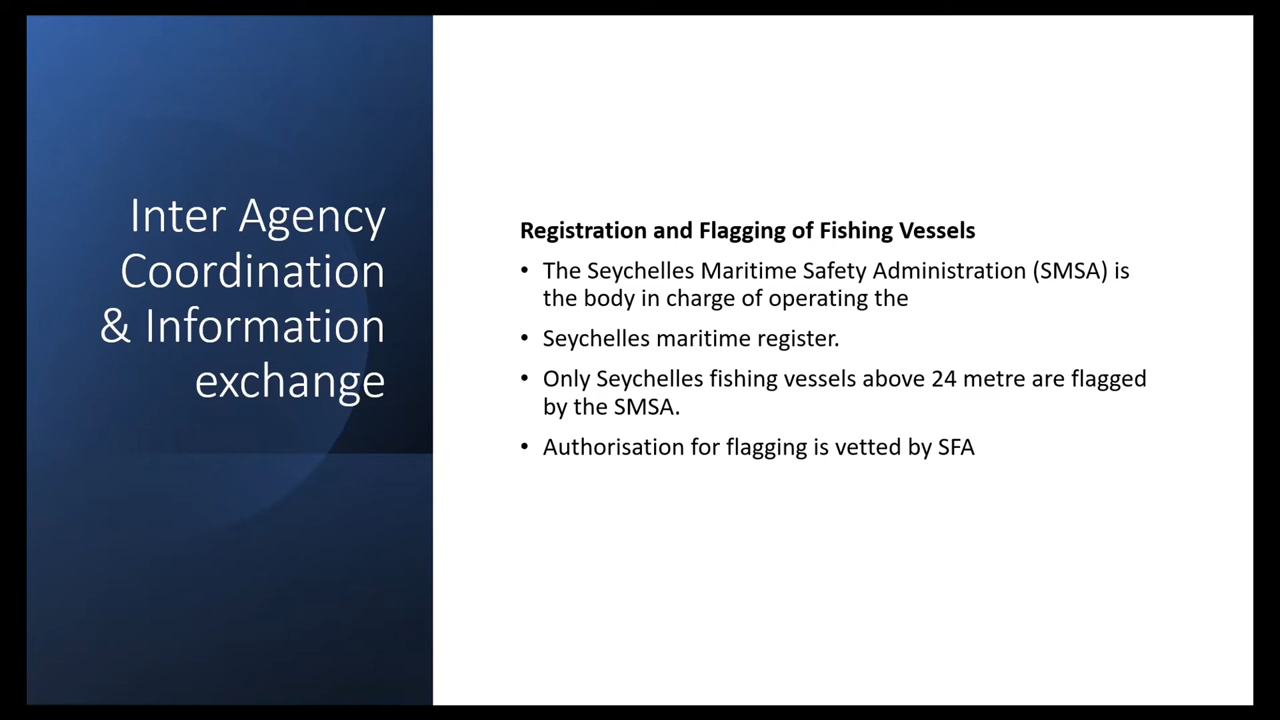 Inter Agency
Coordination
& Information
exchange
Registration and Flagging of Fishing Vessels
• The Seychelles Maritime Safety Administration (SMSA) is
the body in charge of operating the
• Seychelles maritime register.
• Only Seychelles fishing vessels above 24 metre are flagged
by the SMSA.
• Authorisation for flagging is vetted by SFA